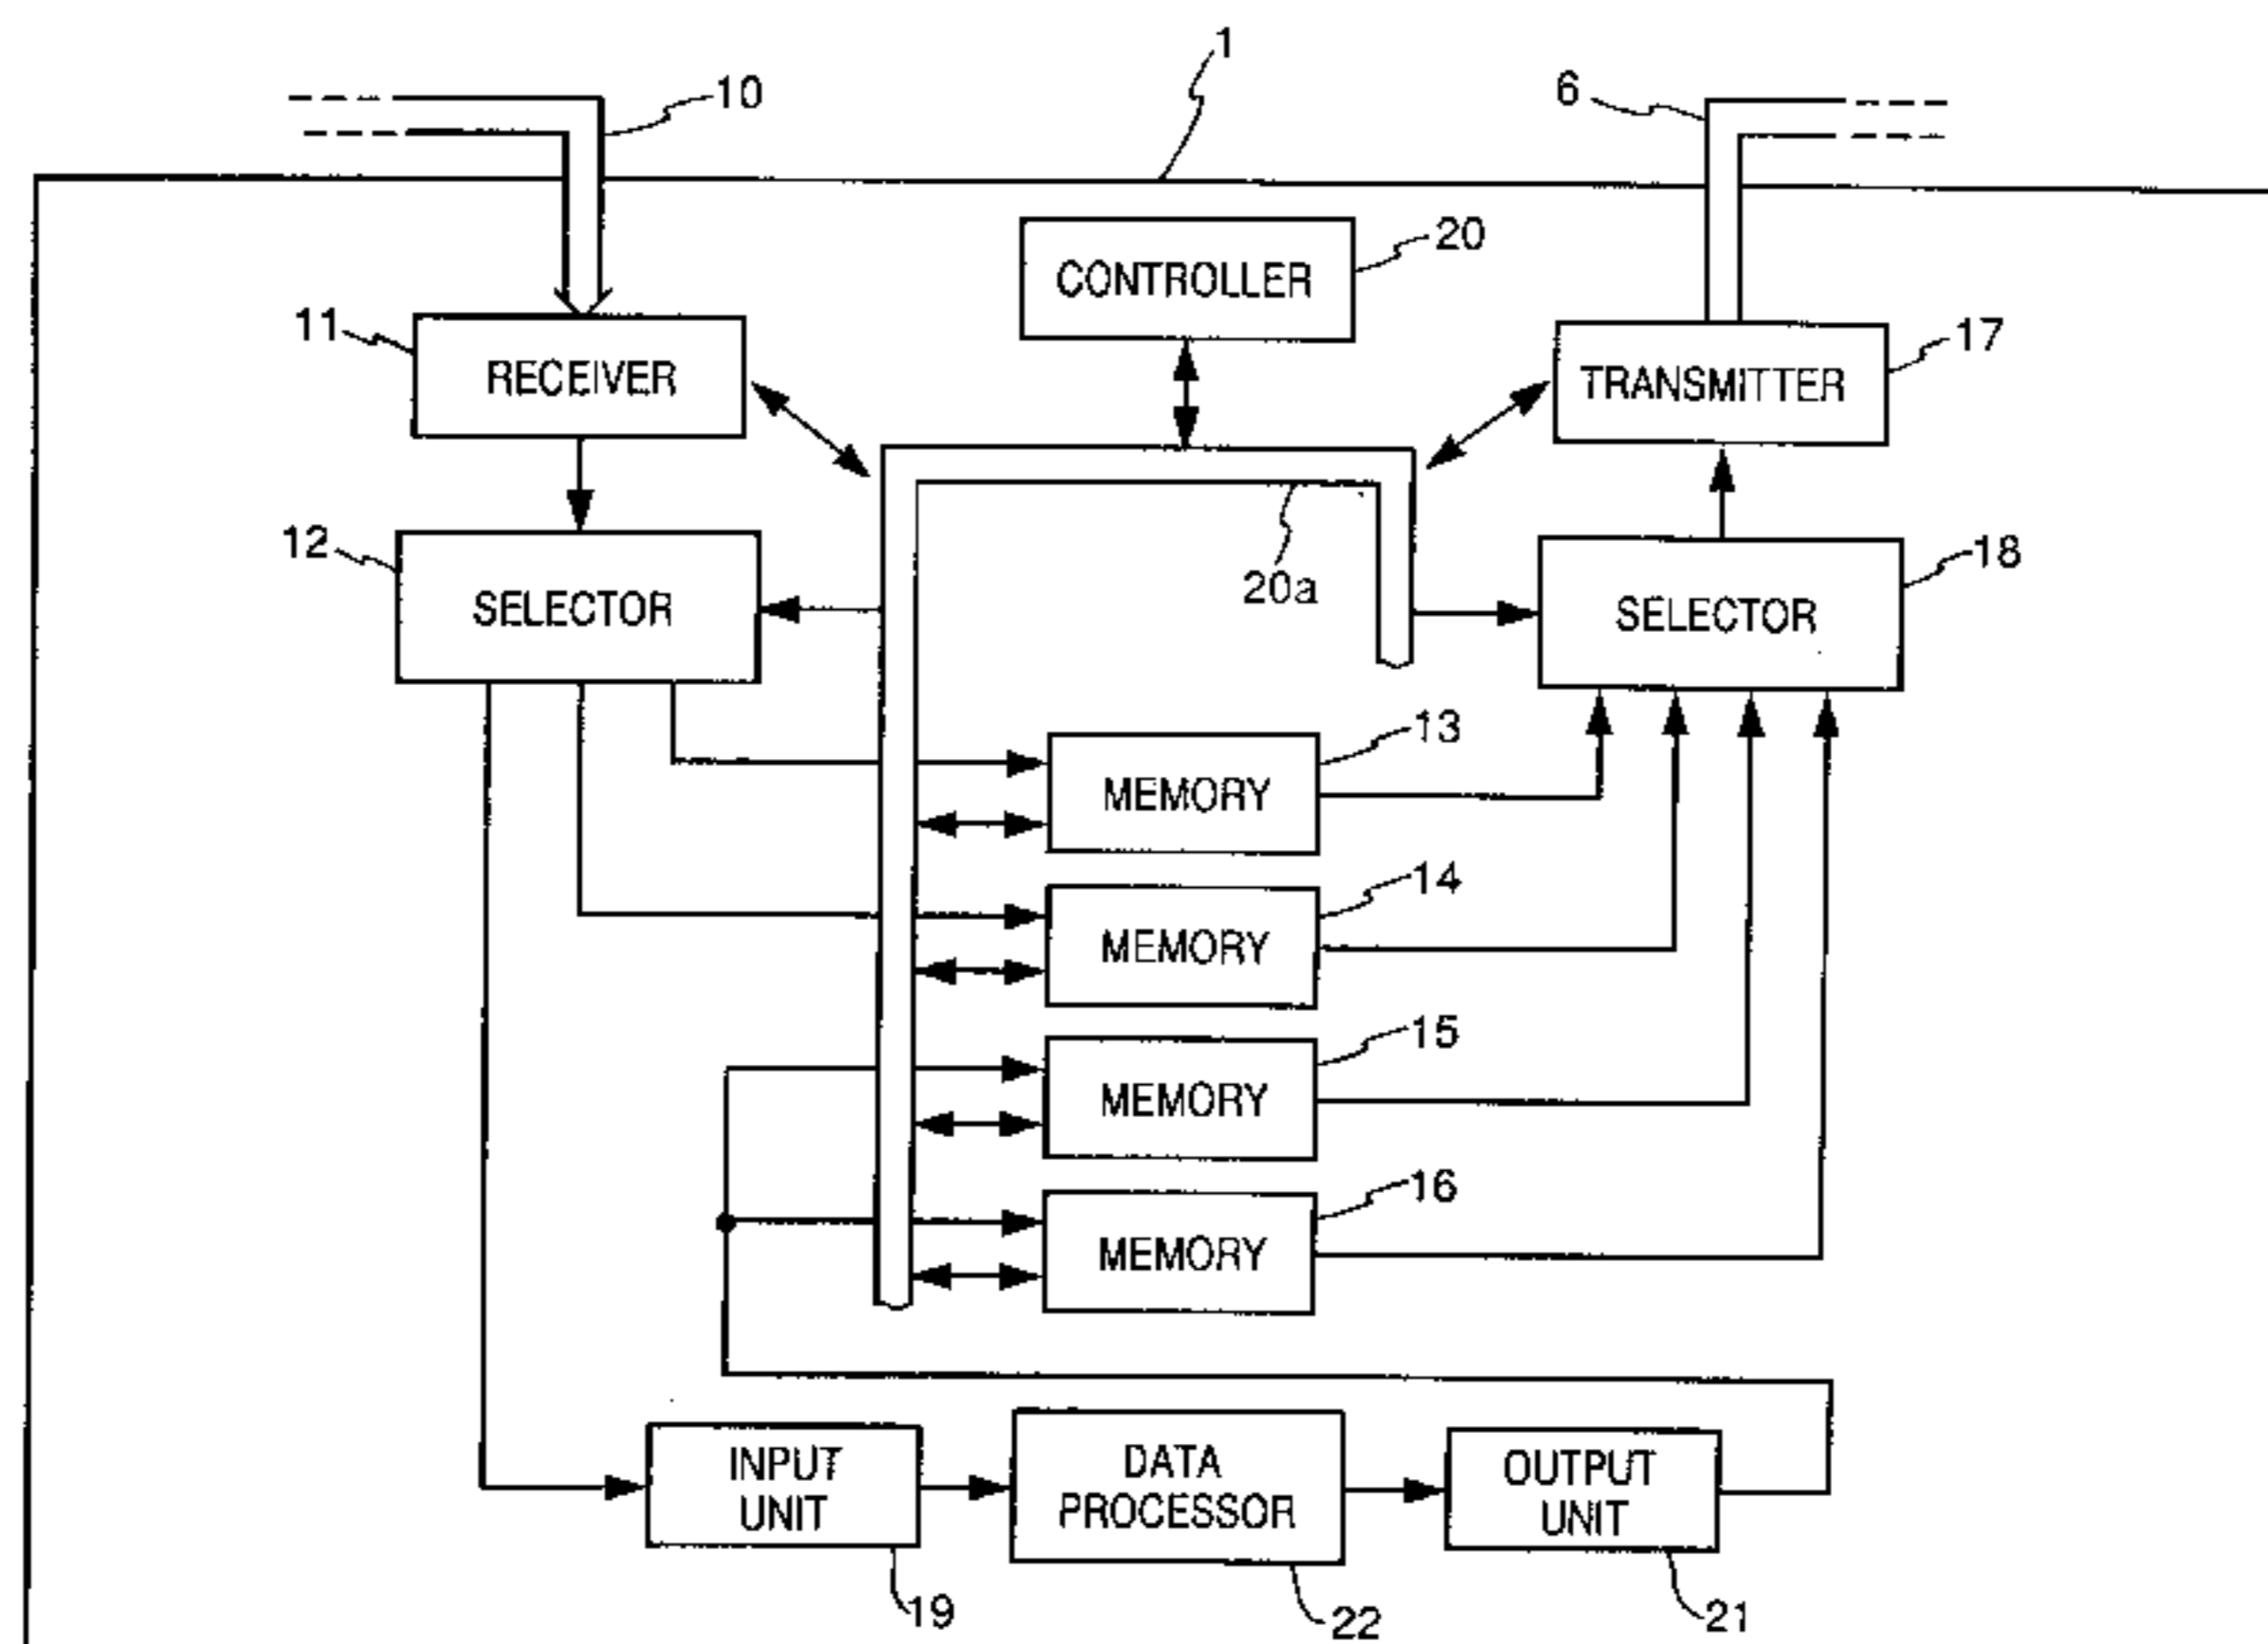 1
10
6
CONTROLLER
20
11
RECEIVER
TRANSMITTER
17
12
SELECTOR
20a
SELECTOR
18
MEMORY
13
MEMORY
14
MEMORY
15
MEMORY
16
INPUT
UNIT
DATA
PROCESSOR
OUTPUT
UNIT
19
22
21